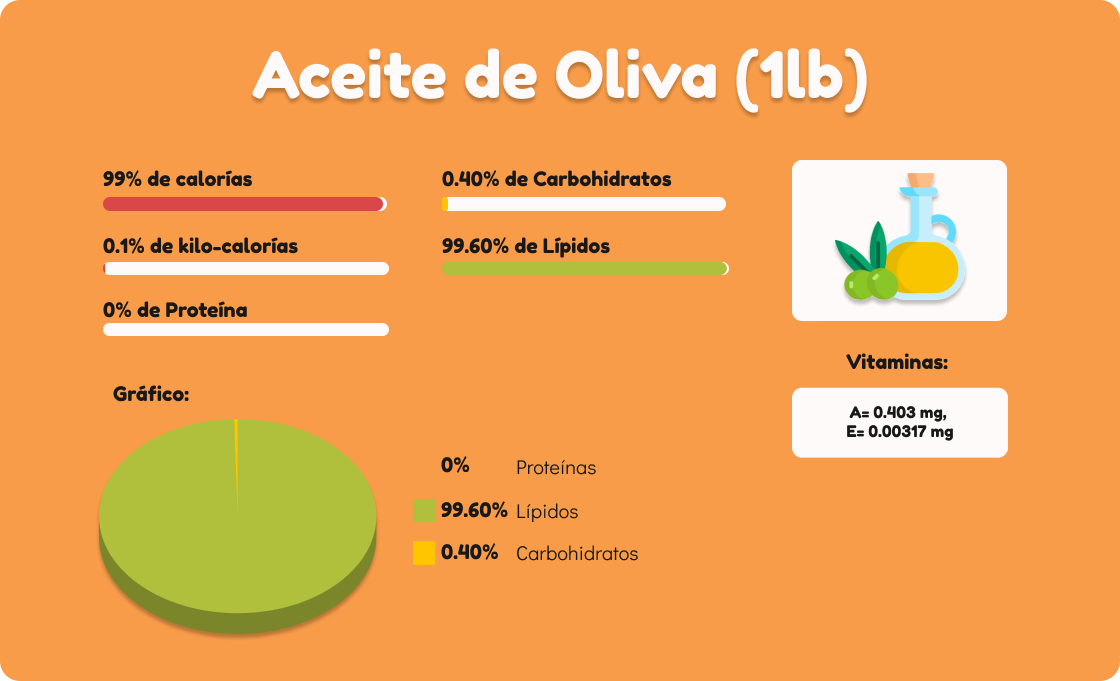 Aceite de Oliva (1lb)
99% de calorías
0.40% de Carbohidratos
0.1% de kilo-calorías
99.60% de Lípidos
0% de Proteína
Vitaminas:
A= 0.403 mg,
E= 0.00317 mg
Gráfico:
0% Proteínas
99.60% Lípidos
0.40% Carbohidratos